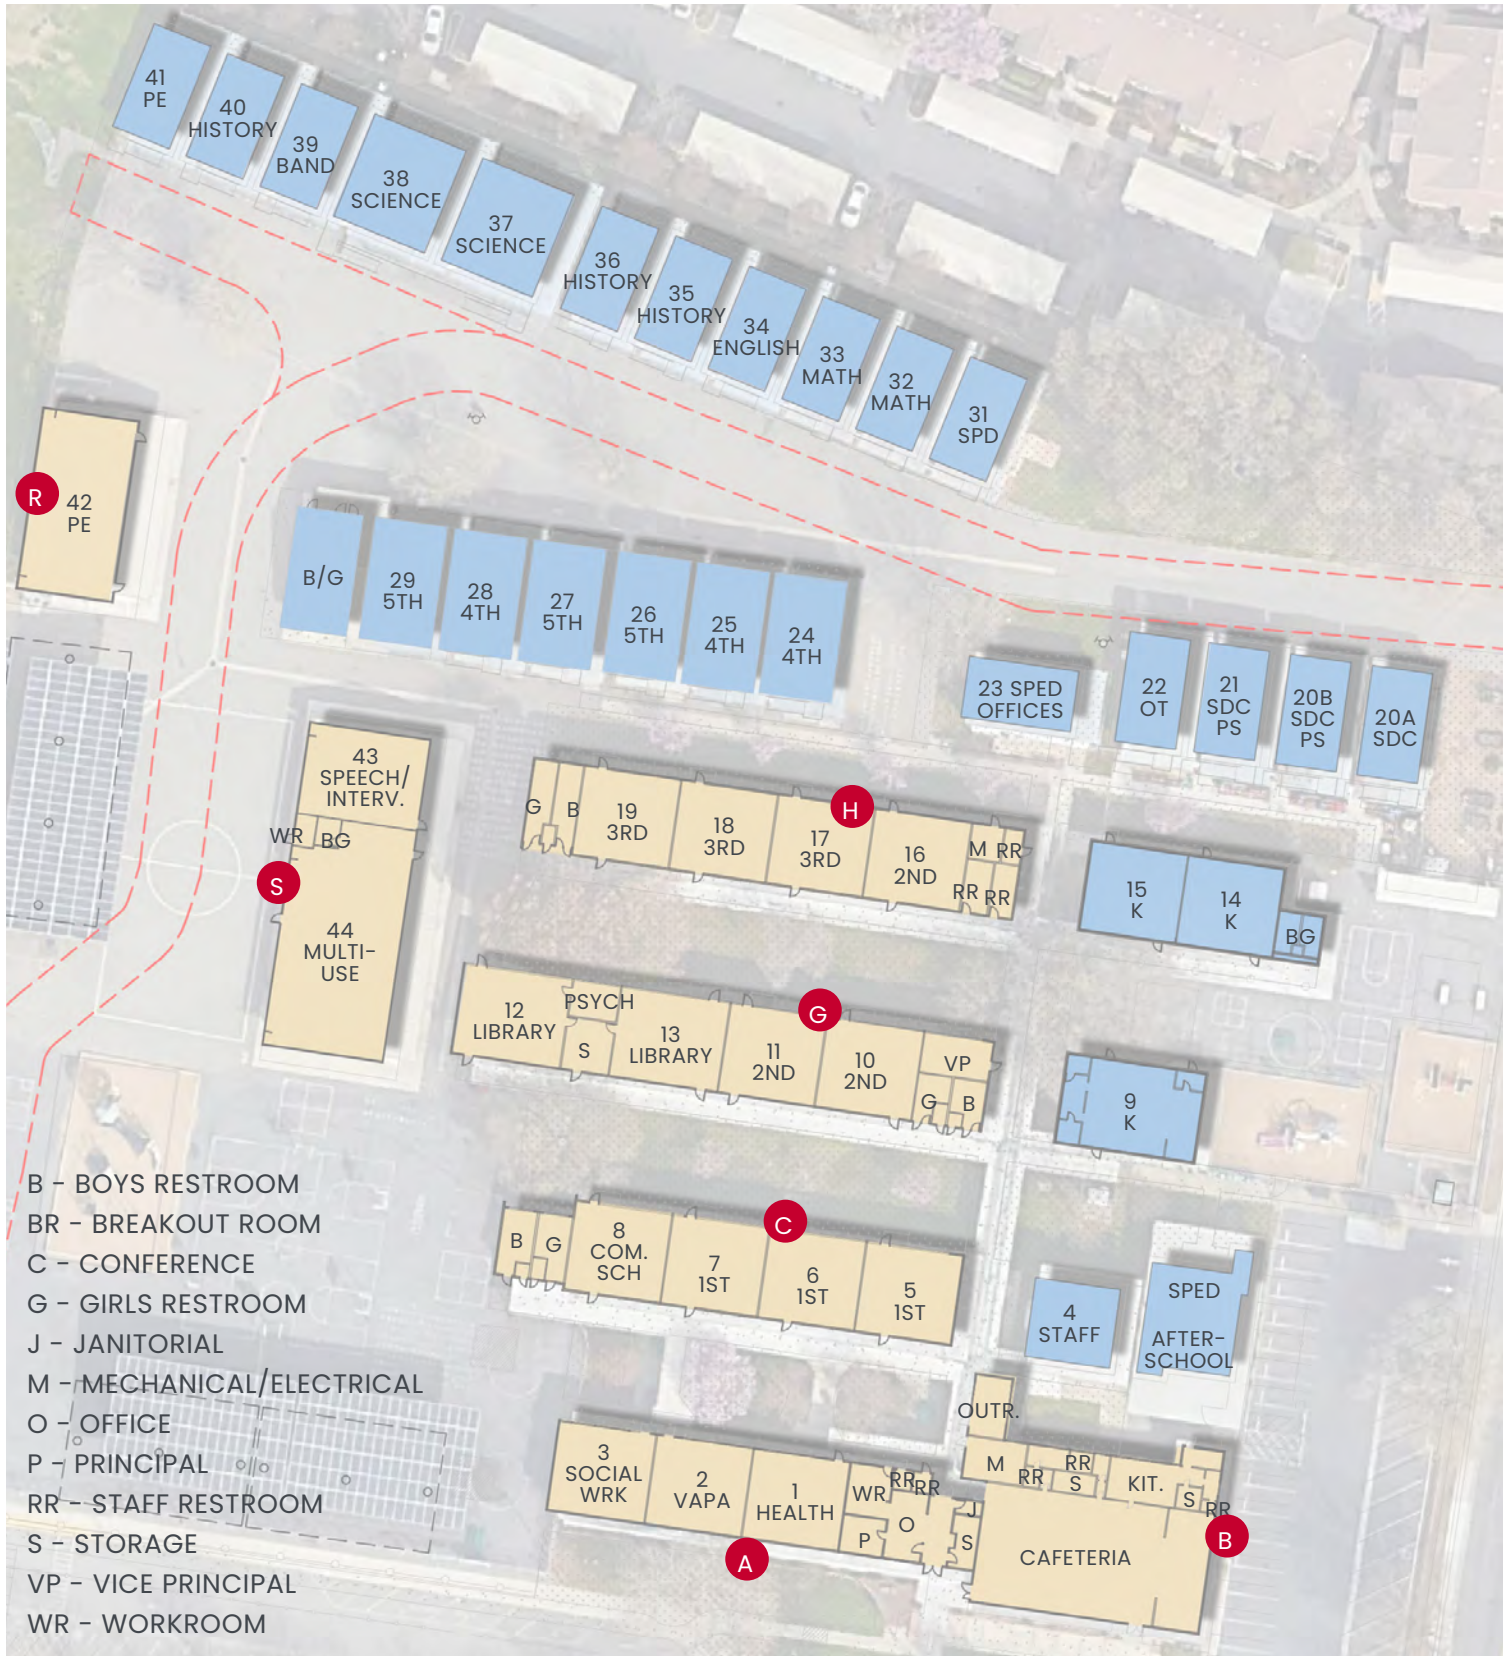 41
PE
40
HISTORY
39
BAND
38
SCIENCE
37
SCIENCE
36
HISTORY
35
HISTORY
34
ENGLISH
33
MATH
32
MATH
31
SPD
R
42
PE
B/G
29
5TH
28
4TH
27
5TH
26
5TH
25
4TH
24
4TH
23 SPED
OFFICES
22
OT
21
SDC
PS
20B
SDC
PS
20A
SDC
43
SPEECH/
INTERV.
WR
BG
S
44
MULTI-
USE
G
B
19
3RD
18
3RD
17
3RD
H
16
2ND
M
RR
RR
RR
15
K
14
K
BG
12
LIBRARY
PSYCH
S
13
LIBRARY
11
2ND
G
10
2ND
VP
G
B
9
K
B
G
8
COM.
SCH
7
1ST
C
6
1ST
5
1ST
4
STAFF
SPED
AFTER-
SCHOOL
OUTR.
3
SOCIAL
WRK
2
VAPA
1
HEALTH
A
WR
RR
RR
P
O
J
S
M
RR
RR
S
KIT.
S
RR
B
CAFETERIA
B - BOYS RESTROOM
BR - BREAKOUT ROOM
C - CONFERENCE
G - GIRLS RESTROOM
J - JANITORIAL
M - MECHANICAL/ELECTRICAL
O - OFFICE
P - PRINCIPAL
RR - STAFF RESTROOM
S - STORAGE
VP - VICE PRINCIPAL
WR - WORKROOM